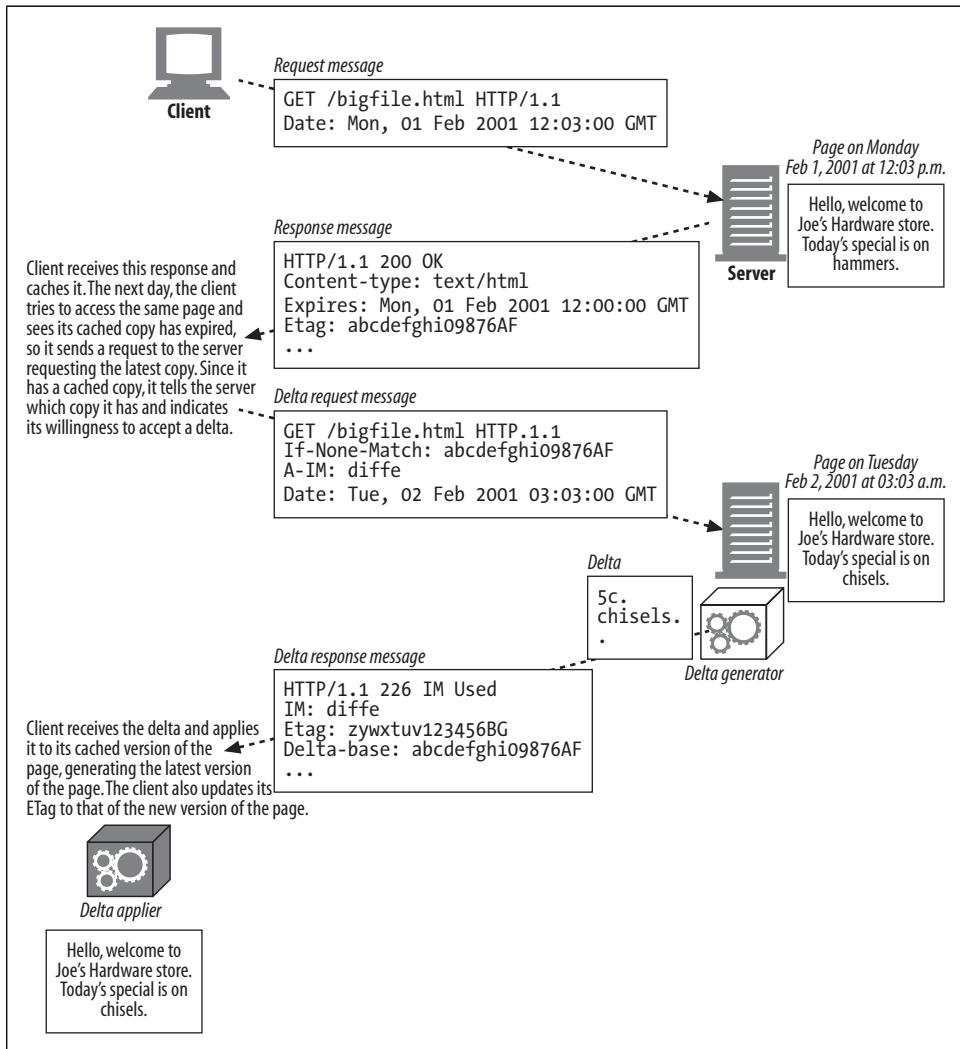 Client
Request message
GET /bigfile.html HTTP/1.1
Date: Mon, 01 Feb 2001 12:03:00 GMT
Page on Monday
Feb 1, 2001 at 12:03 p.m.
Hello, welcome to
Joe's Hardware store.
Today's special is on
hammers.
Server
Response message
HTTP/1.1 200 OK
Content-type: text/html
Expires: Mon, 01 Feb 2001 12:00:00 GMT
Etag: abcdefghi09876AF
...
Client receives this response and
caches it. The next day, the client
tries to access the same page and
sees its cached copy has expired,
so it sends a request to the server
requesting the latest copy. Since it
has a cached copy, it tells the server
which copy it has and indicates
its willingness to accept a delta.
Delta request message
GET /bigfile.html HTTP.1.1
If-None-Match: abcdefghi09876AF
A-IM: diffe
Date: Tue, 02 Feb 2001 03:03:00 GMT
Page on Tuesday
Feb 2, 2001 at 03:03 a.m.
Hello, welcome to
Joe's Hardware store.
Today's special is on
chisels.
Delta
5c.
chisels.
.
Delta generator
Delta response message
HTTP/1.1 226 IM Used
IM: diffe
Etag: zywxtuv123456BG
Delta-base: abcdefghi09876AF
...
Client receives the delta and applies
it to its cached version of the
page, generating the latest version
of the page. The client also updates its
ETag to that of the new version of the page.
Delta applier
Hello, welcome to
Joe's Hardware store.
Today's special is on
chisels.